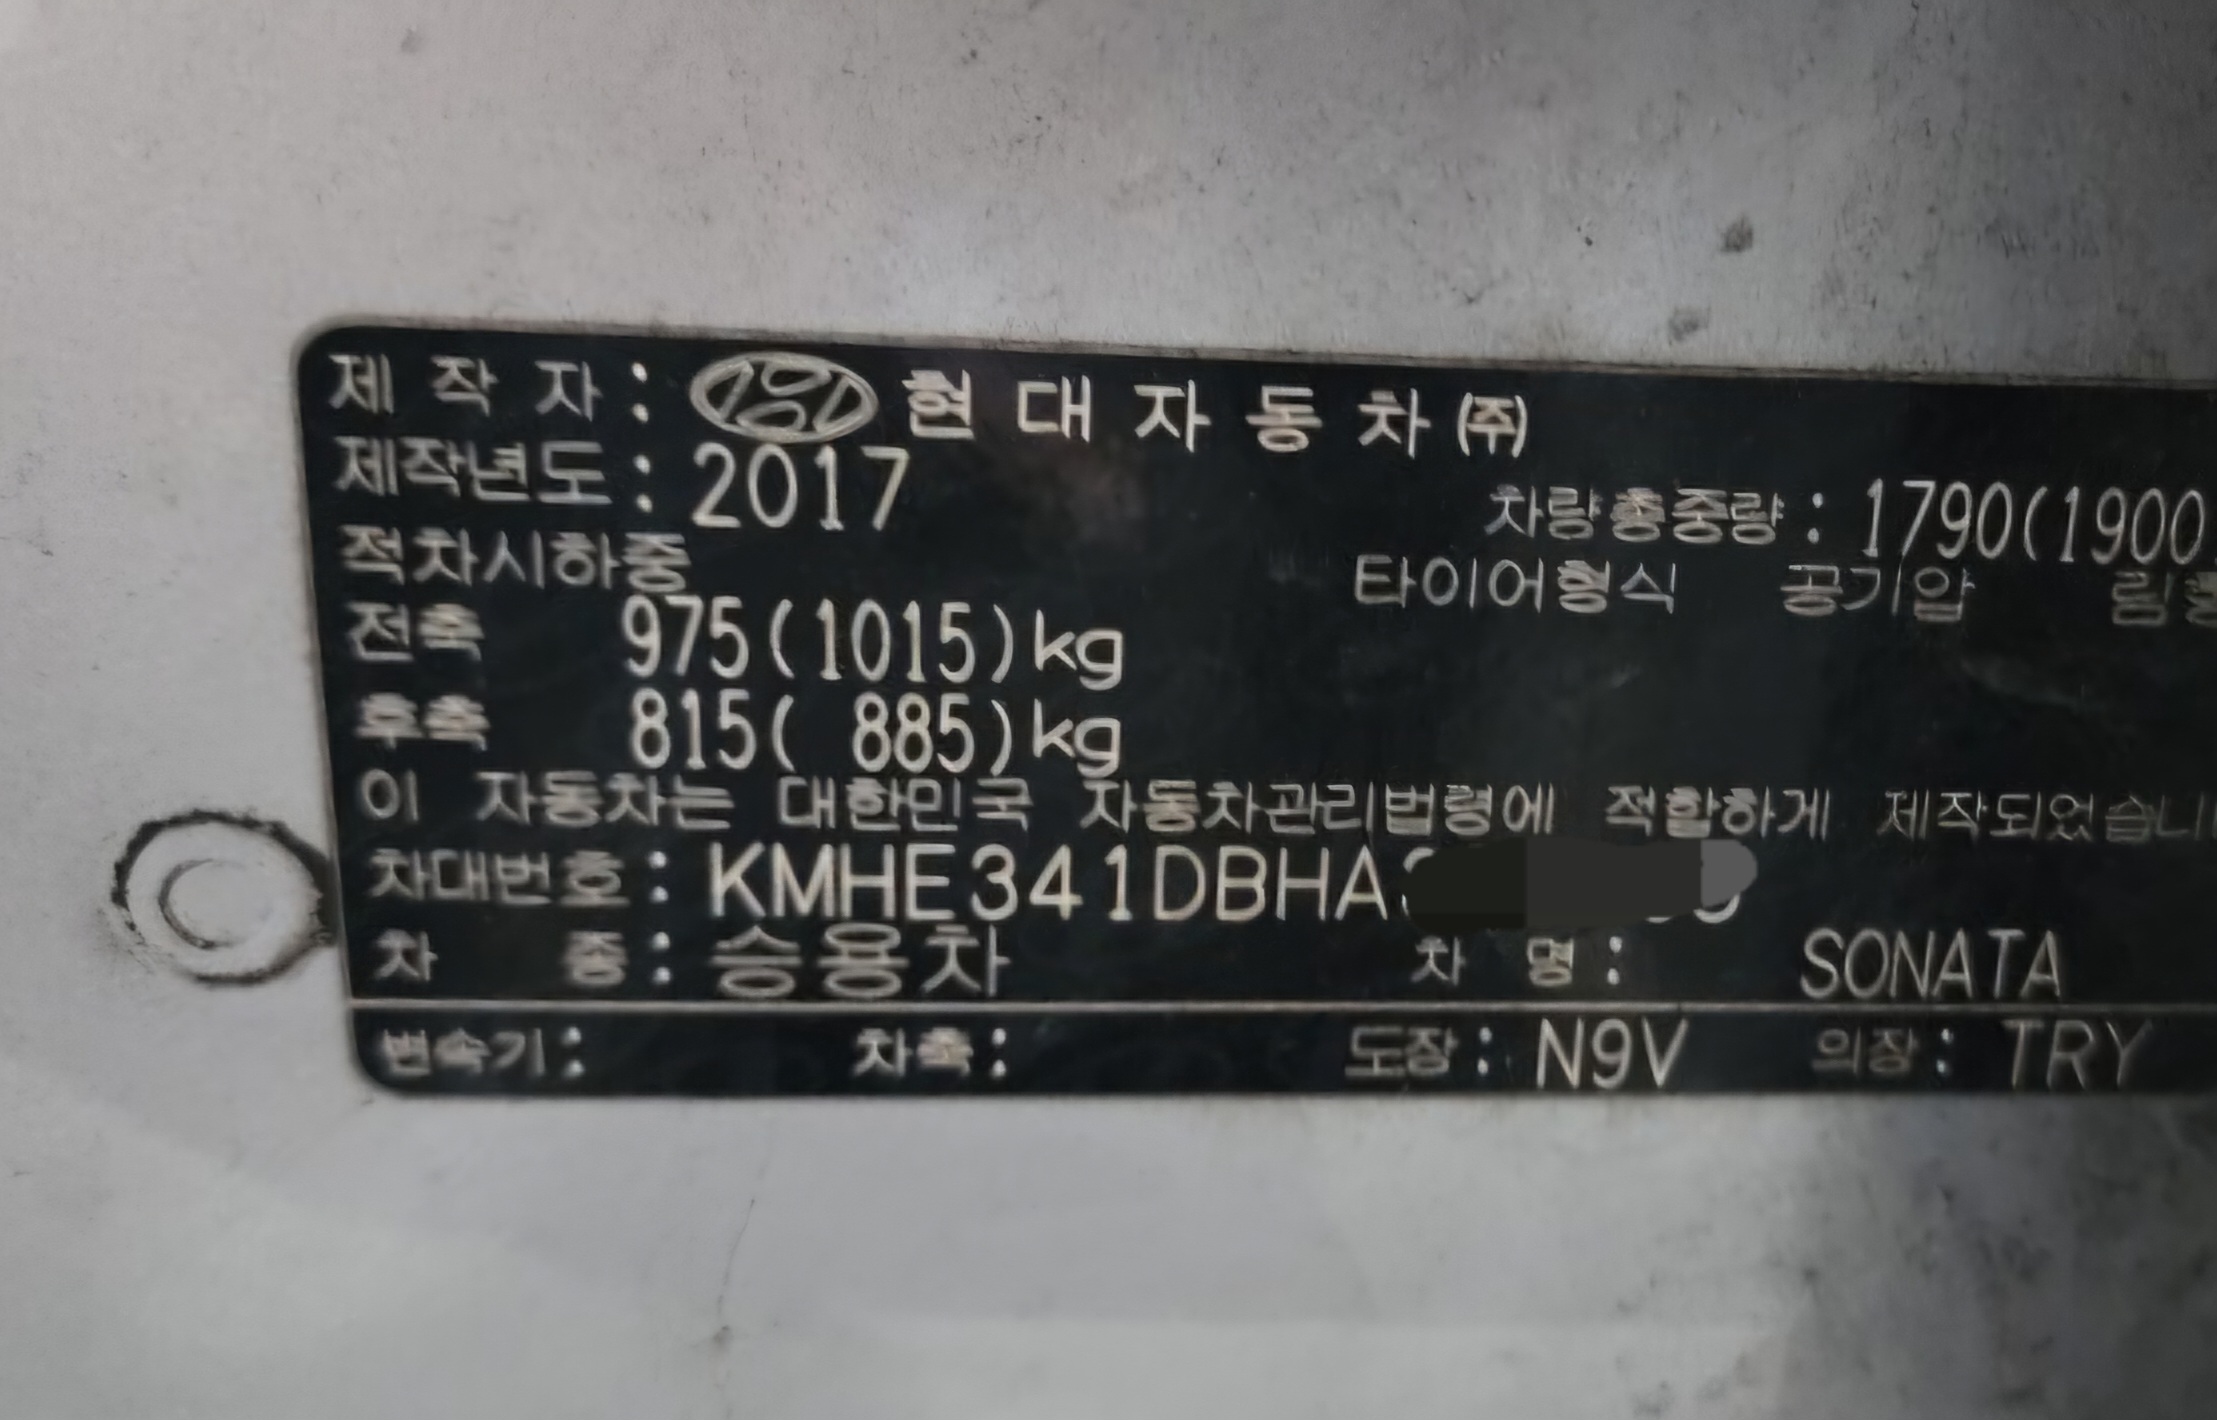 제 작 자 : 현 대 자 동 차 ㈜
제작년도 : 2017
차량총중량 : 1790(1900
적차시하중
타이어형식 공기압 림
전축 975(1015)kg
후축 815( 885)kg
이 자동차는 대한민국 자동차관리법령에 적합하게 제작되었습니
차대번호 : KMHE341DBHA
차 종 : 승용차 차 명 : SONATA
변속기 : 차축 : 도장 : N9V 의장 : TRY